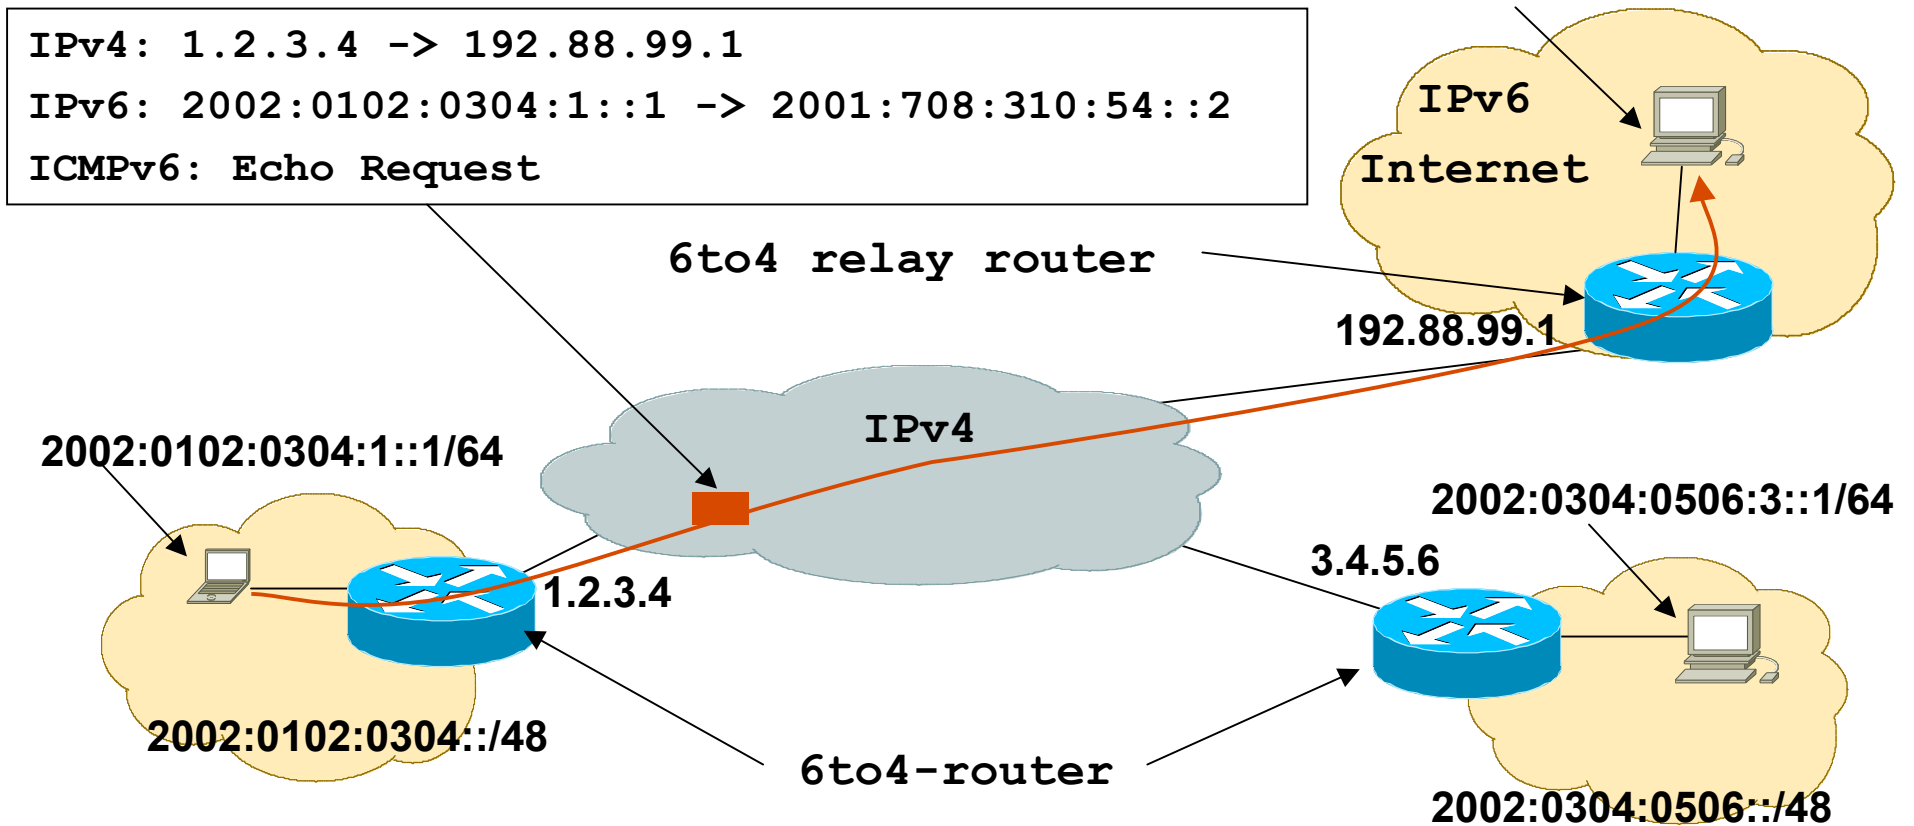 IPv4: 1.2.3.4 -> 192.88.99.1
IPv6: 2002:0102:0304:1::1 -> 2001:708:310:54::2
ICMPv6: Echo Request
IPv6
Internet
6to4 relay router
192.88.99.1
IPv4
2002:0102:0304:1::1/64
2002:0304:0506:3::1/64
3.4.5.6
1.2.3.4
2002:0102:0304::/48
6to4-router
2002:0304:0506::/48